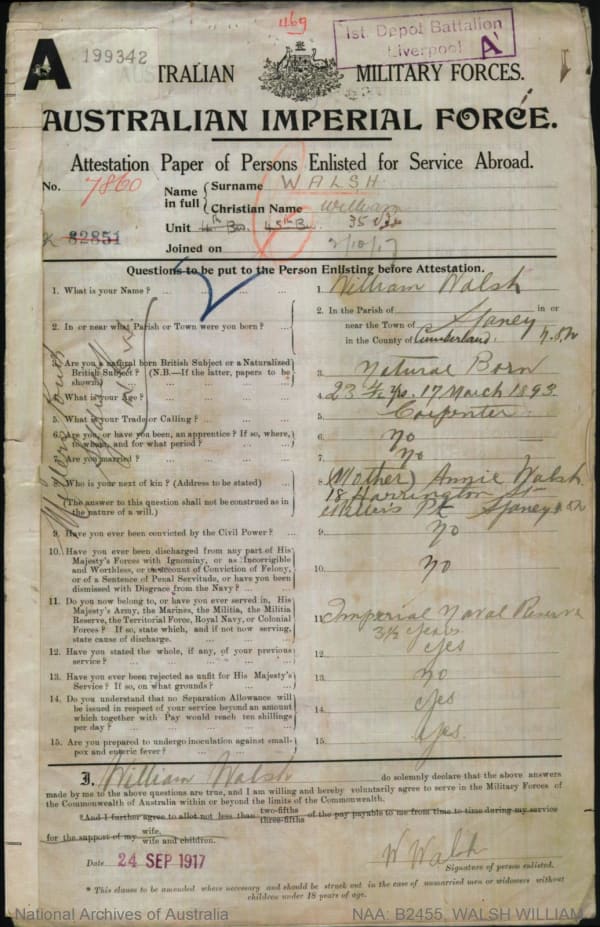 469
1st. Depot Battalion
Liverpool A
A 199342
AUSTRALIAN MILITARY FORCES.
AUSTRALIAN IMPERIAL FORCE.
Attestation Paper of Persons Enlisted for Service Abroad.
No. 7860
Name in full
Surname WALSH
Christian Name William
Unit 45th Bn. 35
82851
Joined on 2/10/17
Questions to be put to the Person Enlisting before Attestation.
1. What is your Name? ... 1. William Walsh
2. In or near what Parish or Town were you born? ... 2. In the Parish of in or
near the Town of Sydney
in the County of Cumberland. N.S.W
3. Are you a natural born British Subject or a Naturalized
British Subject? (N.B.—If the latter, papers to be
shown) ... 3. Natural Born
4. What is your Age? ... 4. 17 March 1893
5. What is your Trade or Calling? ... 5. Carpenter
6. Are you, or have you been, an apprentice? If so, where,
to whom, and for what period? ... 6. No
7. Are you married? ... 7. No
8. Who is your next of kin? (Address to be stated) ... 8. (Mother) Annie Walsh
18 Harrington St
(The answer to this question shall not be construed as in
the nature of a will.) Miller's Pt Sydney N.S.W
9. Have you ever been convicted by the Civil Power? ... 9. No
10. Have you ever been discharged from any part of His
Majesty's Forces with Ignominy, or as Incorrigible
and Worthless, or on account of Conviction of Felony,
or of a Sentence of Penal Servitude, or have you been
dismissed with Disgrace from the Navy? ... 10. No
11. Do you now belong to, or have you ever served in, His
Majesty's Army, the Marines, the Militia, the Militia
Reserve, the Territorial Force, Royal Navy, or Colonial
Forces? If so, state which, and if not now serving,
state cause of discharge. ... 11. Imperial Naval Reserve
3½ years
12. Have you stated the whole, if any, of your previous
service? ... 12. Yes
13. Have you ever been rejected as unfit for His Majesty's
Service? If so, on what grounds? ... 13. No
14. Do you understand that no Separation Allowance will
be issued in respect of your service beyond an amount
which together with Pay would reach ten shillings
per day? ... 14. Yes
15. Are you prepared to undergo inoculation against small-
pox and enteric fever? ... 15. Yes.
I, William Walsh do solemnly declare that the above answers
made by me to the above questions are true, and I am willing and hereby voluntarily agree to serve in the Military Forces of
the Commonwealth of Australia within or beyond the limits of the Commonwealth.
*And I further agree to allot not less than two-fifths three-fifths of the pay payable to me from time to time during my service
for the support of my wife. wife and children.
Date 24 SEP 1917
W Walsh
Signature of person enlisted.
* This clause to be amended where necessary and should be struck out in the case of unmarried men or widowers without
children under 18 years of age.
National Archives of Australia NAA: B2455, WALSH WILLIAM